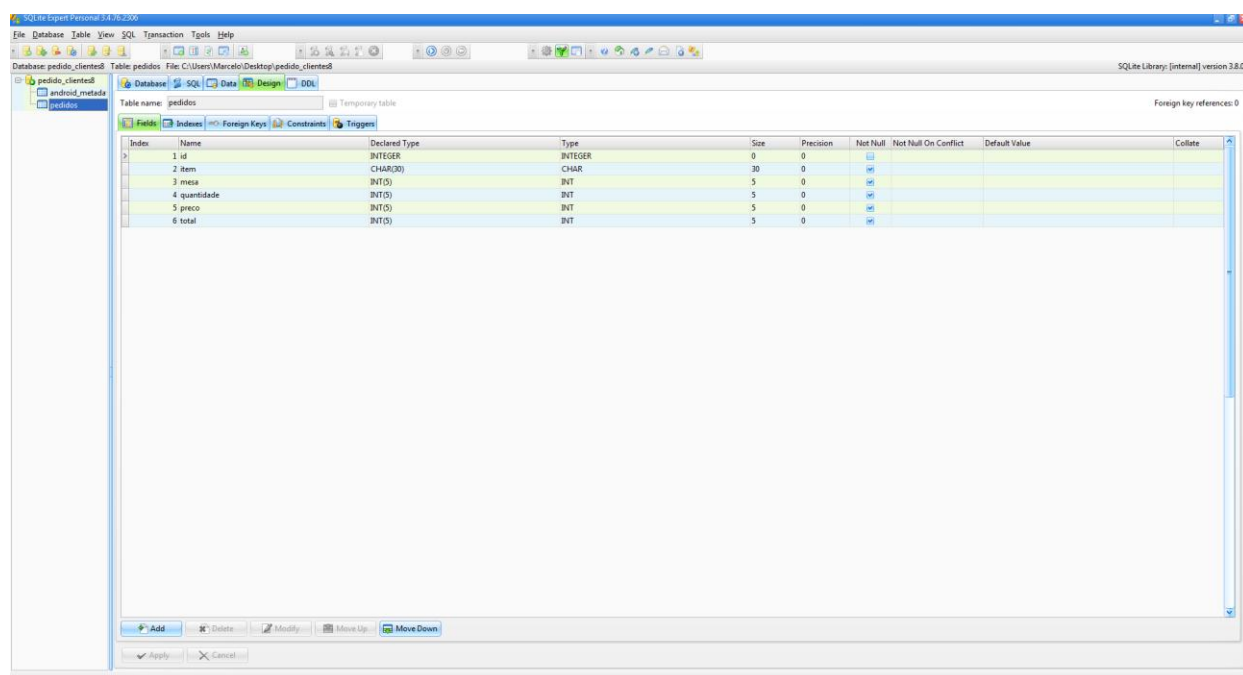 SQLite Expert Personal 3.4.76.2306
File Database Table View SQL Transaction Tools Help
Database: pedido_clientes8 Table: pedidos File: C:\Users\Marcelo\Desktop\pedido_clientes8 SQLite Library: [internal] version 3.8.0
pedido_clientes8
android_metada
pedidos
Database SQL Data Design DDL
Table name: pedidos Temporary table Foreign key references: 0
Fields Indexes Foreign Keys Constraints Triggers
Index Name Declared Type Type Size Precision Not Null Not Null On Conflict Default Value Collate
1 id INTEGER INTEGER 0 0
2 item CHAR(30) CHAR 30 0
3 mesa INT(5) INT 5 0
4 quantidade INT(5) INT 5 0
5 preco INT(5) INT 5 0
6 total INT(5) INT 5 0
Add Delete Modify Move Up Move Down
Apply Cancel